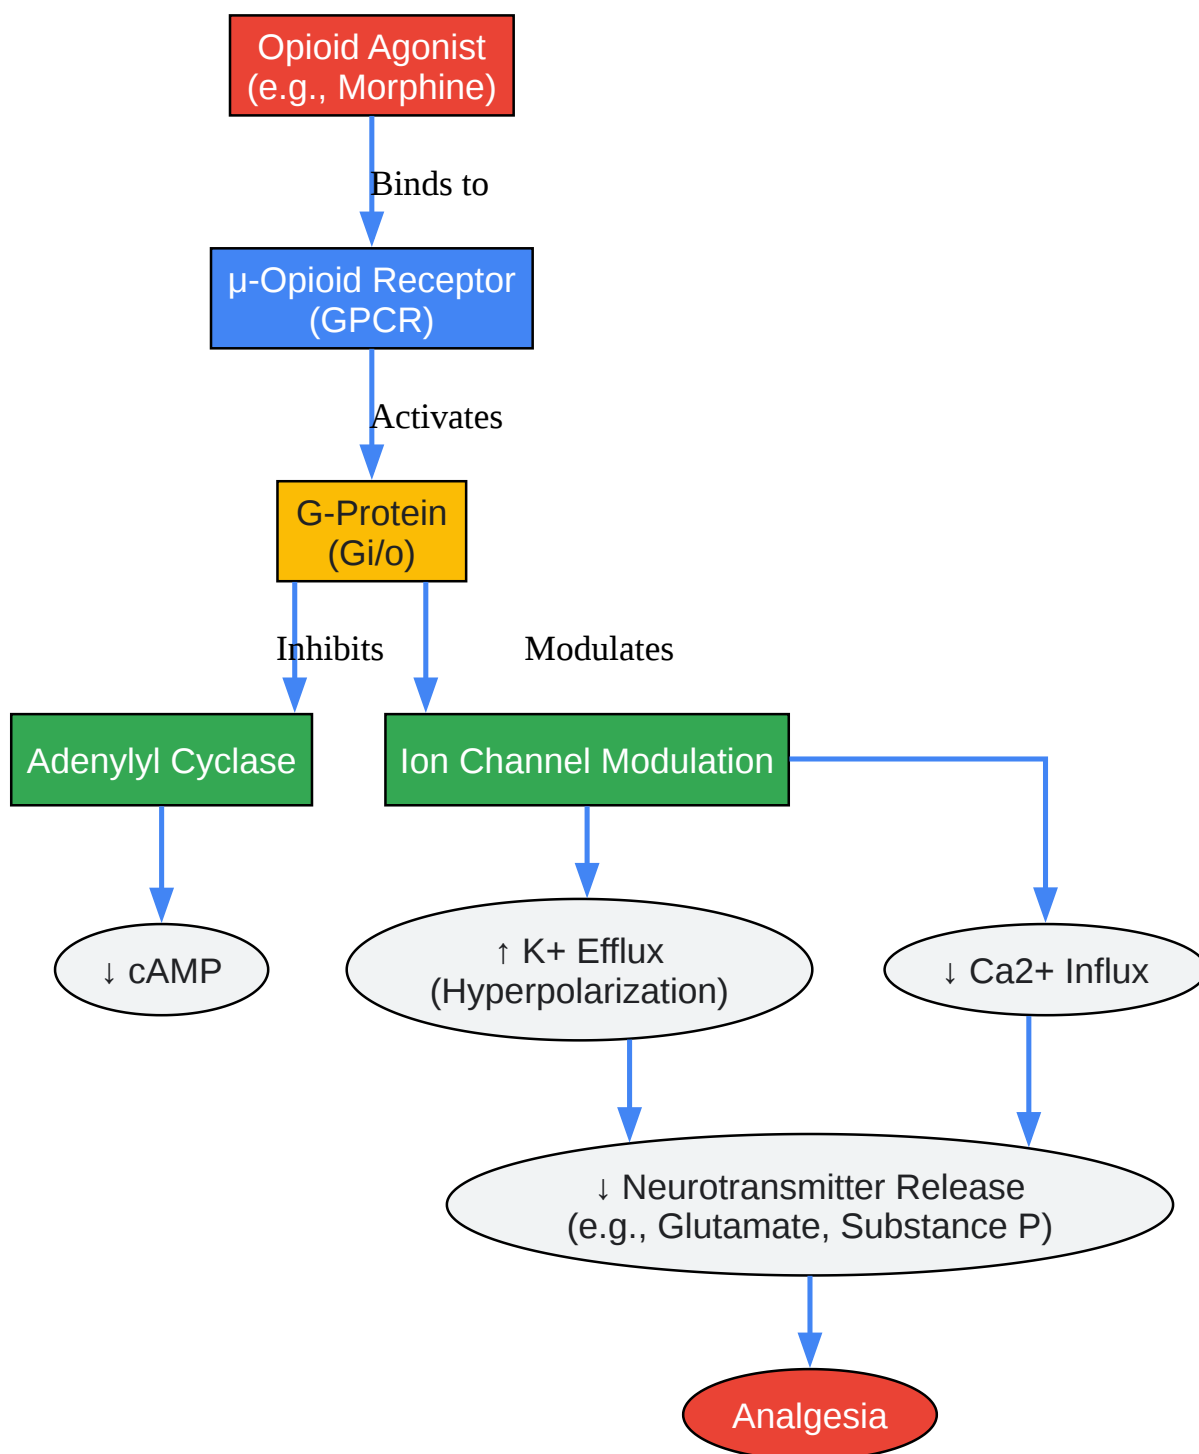 Opioid Agonist
(e.g., Morphine)
Binds to
μ-Opioid Receptor
(GPCR)
Activates
G-Protein
(Gi/o)
Inhibits
Modulates
Adenylyl Cyclase
Ion Channel Modulation
↓ cAMP
↑ K+ Efflux
(Hyperpolarization)
↓ Ca2+ Influx
↓ Neurotransmitter Release
(e.g., Glutamate, Substance P)
Analgesia